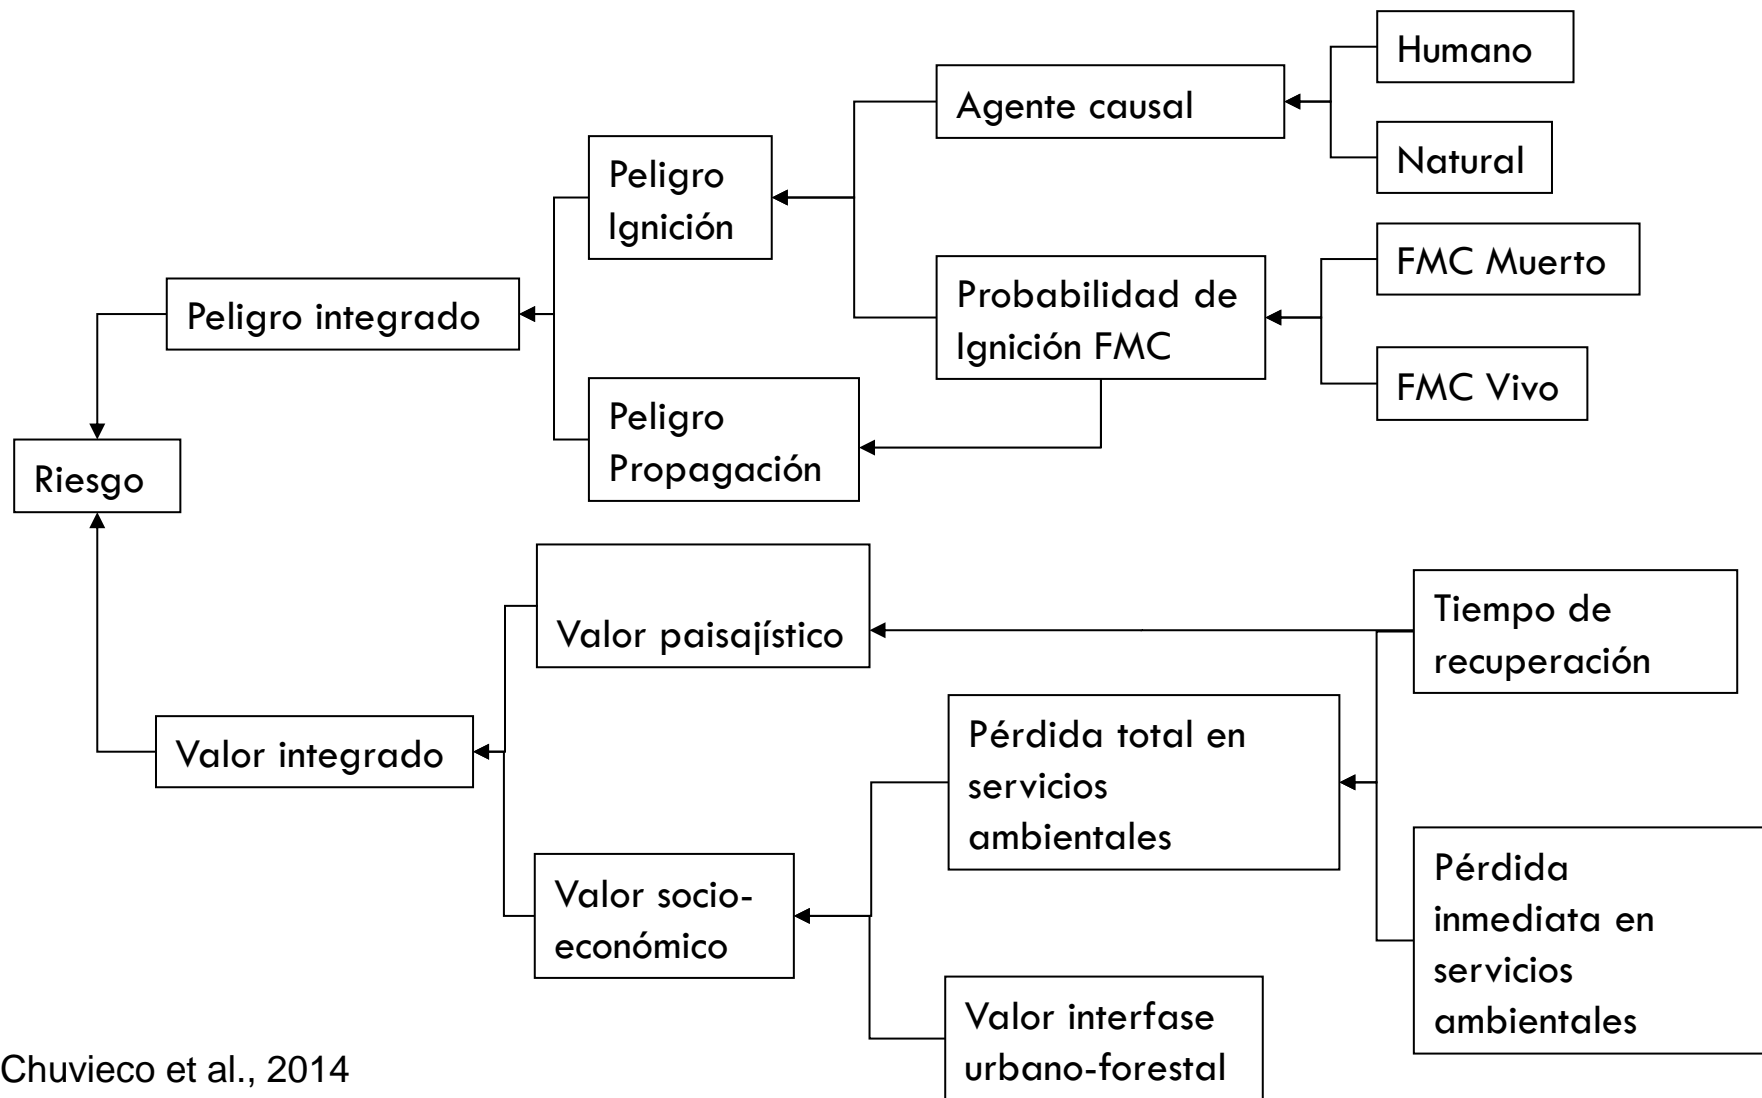 Humano
Agente causal
Natural
Peligro
Ignición
FMC Muerto
Probabilidad de
Ignición FMC
Peligro integrado
FMC Vivo
Peligro
Propagación
Riesgo
Valor paisajístico
Tiempo de
recuperación
Valor integrado
Pérdida total en
servicios
ambientales
Valor socio-
económico
Pérdida
inmediata en
servicios
ambientales
Valor interfase
urbano-forestal
Chuvieco et al., 2014